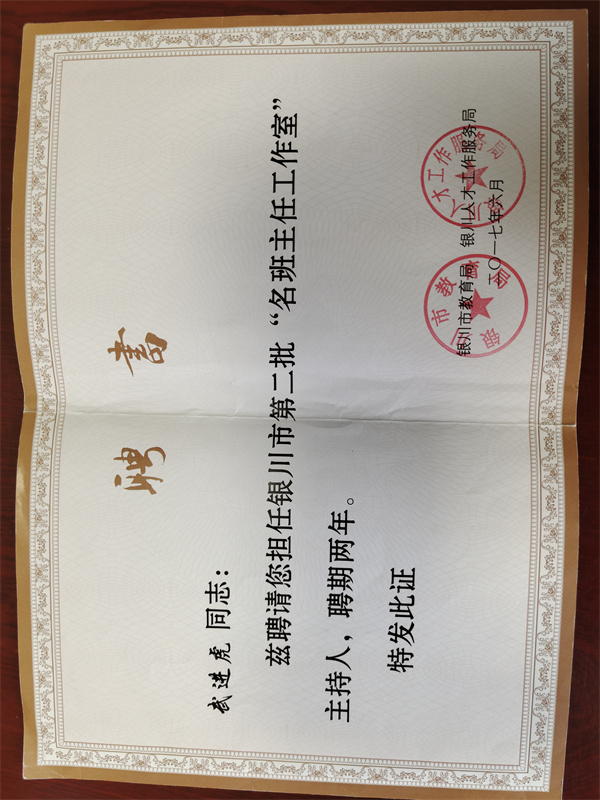 聘书
武进虎 同志：
兹聘请您担任银川市第二批“名班主任工作室”
主持人，聘期两年。
特发此证
银川市教育局 银川人才工作服务局
二〇一七年六月